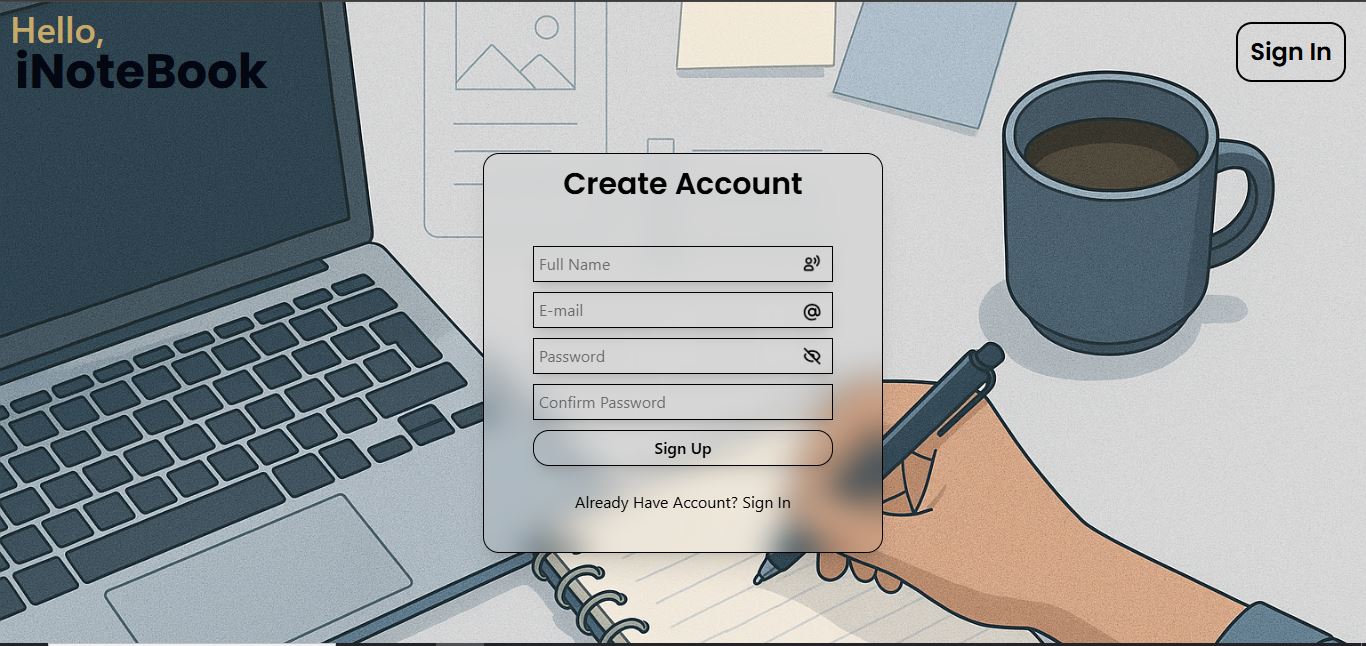 Hello,
iNoteBook
Sign In
Create Account
Full Name
E-mail
@
Password
Confirm Password
Sign Up
Already Have Account? Sign In